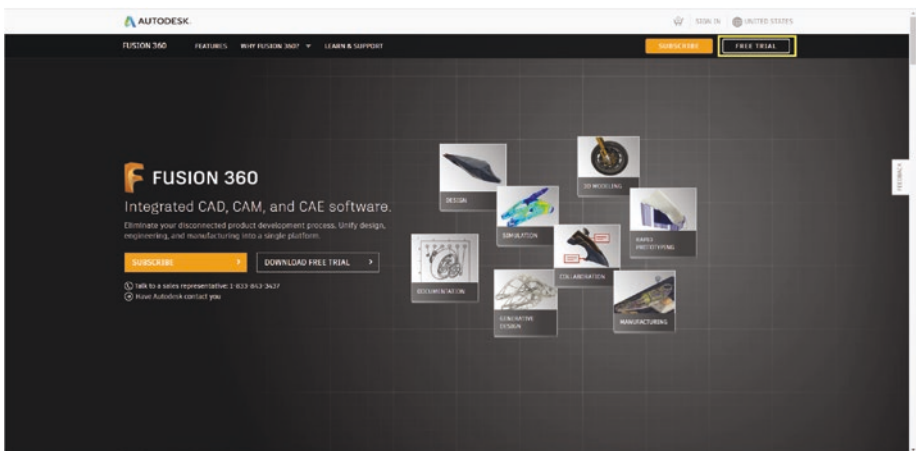 AUTODESK.
SIGN IN
UNITED STATES
FUSION 360
FEATURES
WHY FUSION 360?
LEARN & SUPPORT
SUBSCRIBE
FREE TRIAL
FUSION 360
Integrated CAD, CAM, and CAE software.
Eliminate your disconnected product development process. Unify design,
engineering, and manufacturing into a single platform.
SUBSCRIBE >
DOWNLOAD FREE TRIAL >
Talk to a sales representative: 1-833-843-3437
Have Autodesk contact you
DESIGN
3D MODELING
SIMULATION
RAPID
PROTOTYPING
COLLABORATION
DOCUMENTATION
GENERATIVE
DESIGN
MANUFACTURING
FEEDBACK